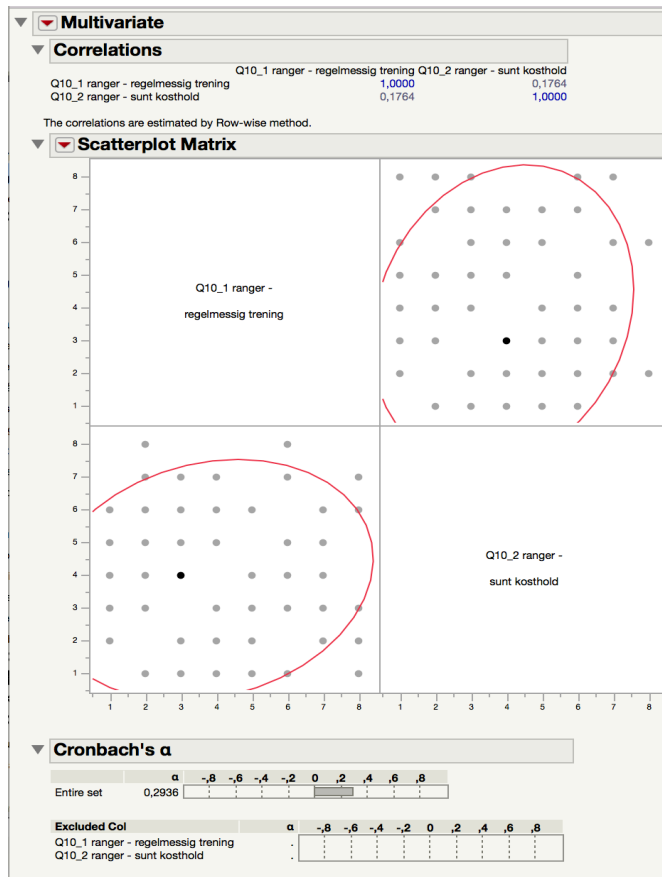 Multivariate
Correlations
Q10_1 ranger - regelmessig trening Q10_2 ranger - sunt kosthold
Q10_1 ranger - regelmessig trening 1,0000 0,1764
Q10_2 ranger - sunt kosthold 0,1764 1,0000
The correlations are estimated by Row-wise method.
Scatterplot Matrix
8
7
6
5
4
3
2
1
Q10_1 ranger -
regelmessig trening
8
7
6
5
4
3
2
1
Q10_2 ranger -
sunt kosthold
1 2 3 4 5 6 7 8 1 2 3 4 5 6 7 8
Cronbach's α
α -,8 -,6 -,4 -,2 0 ,2 ,4 ,6 ,8
Entire set 0,2936
Excluded Col α -,8 -,6 -,4 -,2 0 ,2 ,4 ,6 ,8
Q10_1 ranger - regelmessig trening .
Q10_2 ranger - sunt kosthold .